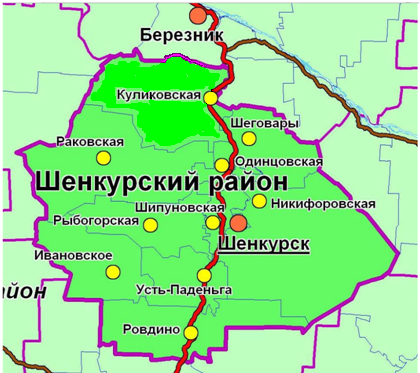 Березник
Куликовская
Шеговары
Раковская
Одинцовская
Шенкурский район
Никифоровская
Шипуновская
Рыбогорская
Шенкурск
Ивановское
айон
Усть-Паденьга
Ровдино